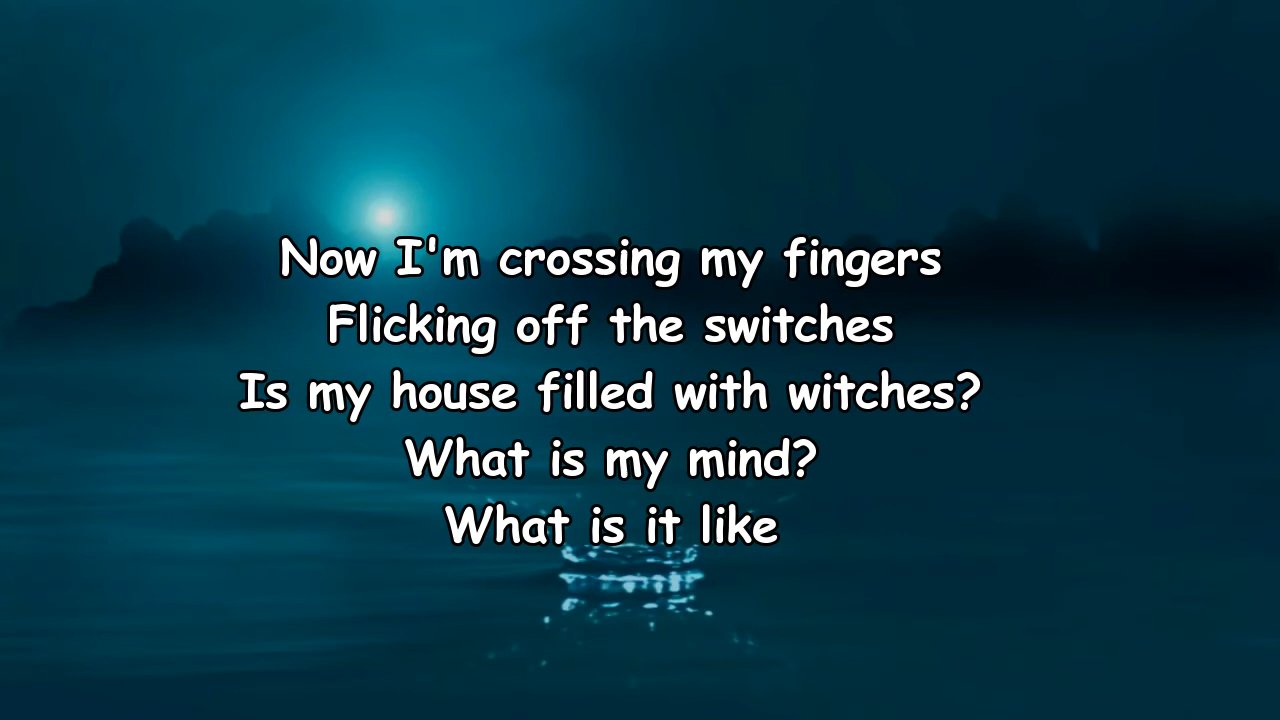 Now I'm crossing my fingers
Flicking off the switches
Is my house filled with witches?
What is my mind?
What is it like